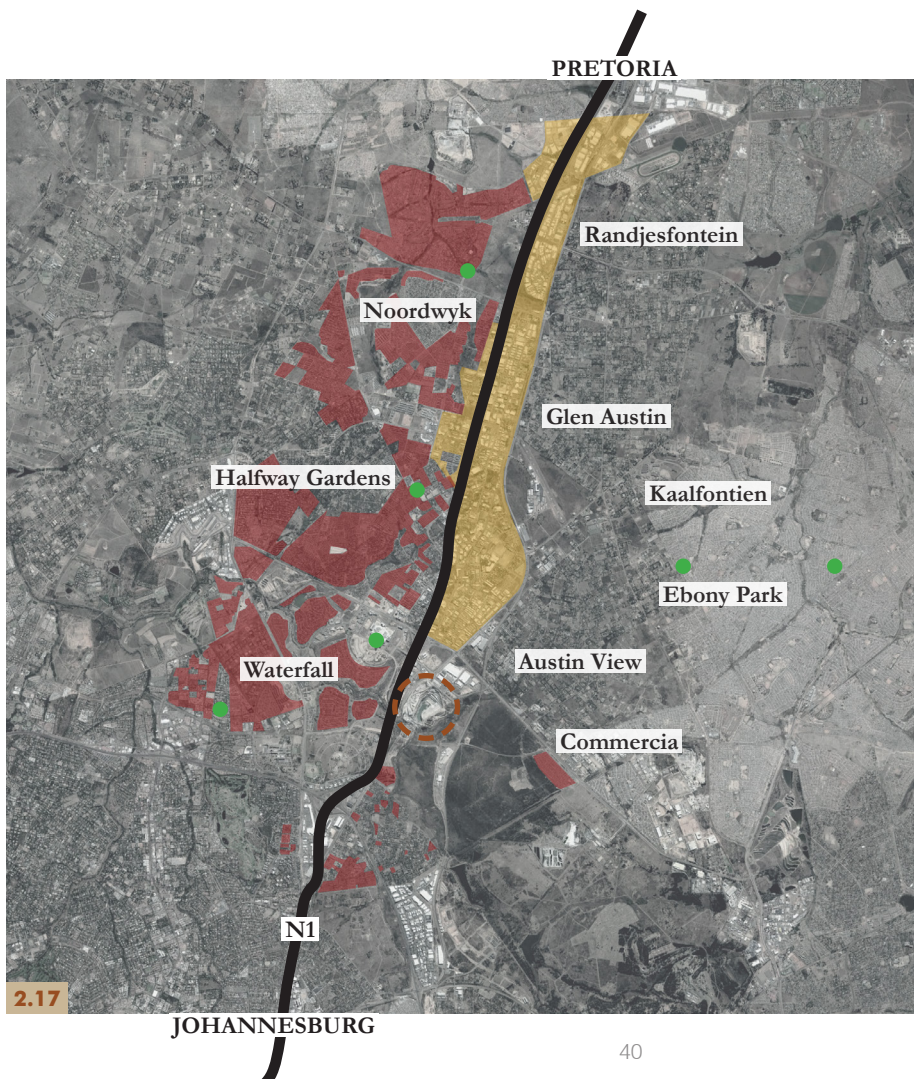 PRETORIA
Randjesfontein
Noordwyk
Glen Austin
Halfway Gardens
Kaalfontien
Ebony Park
Waterfall
Austin View
Commercia
N1
2.17
JOHANNESBURG
40